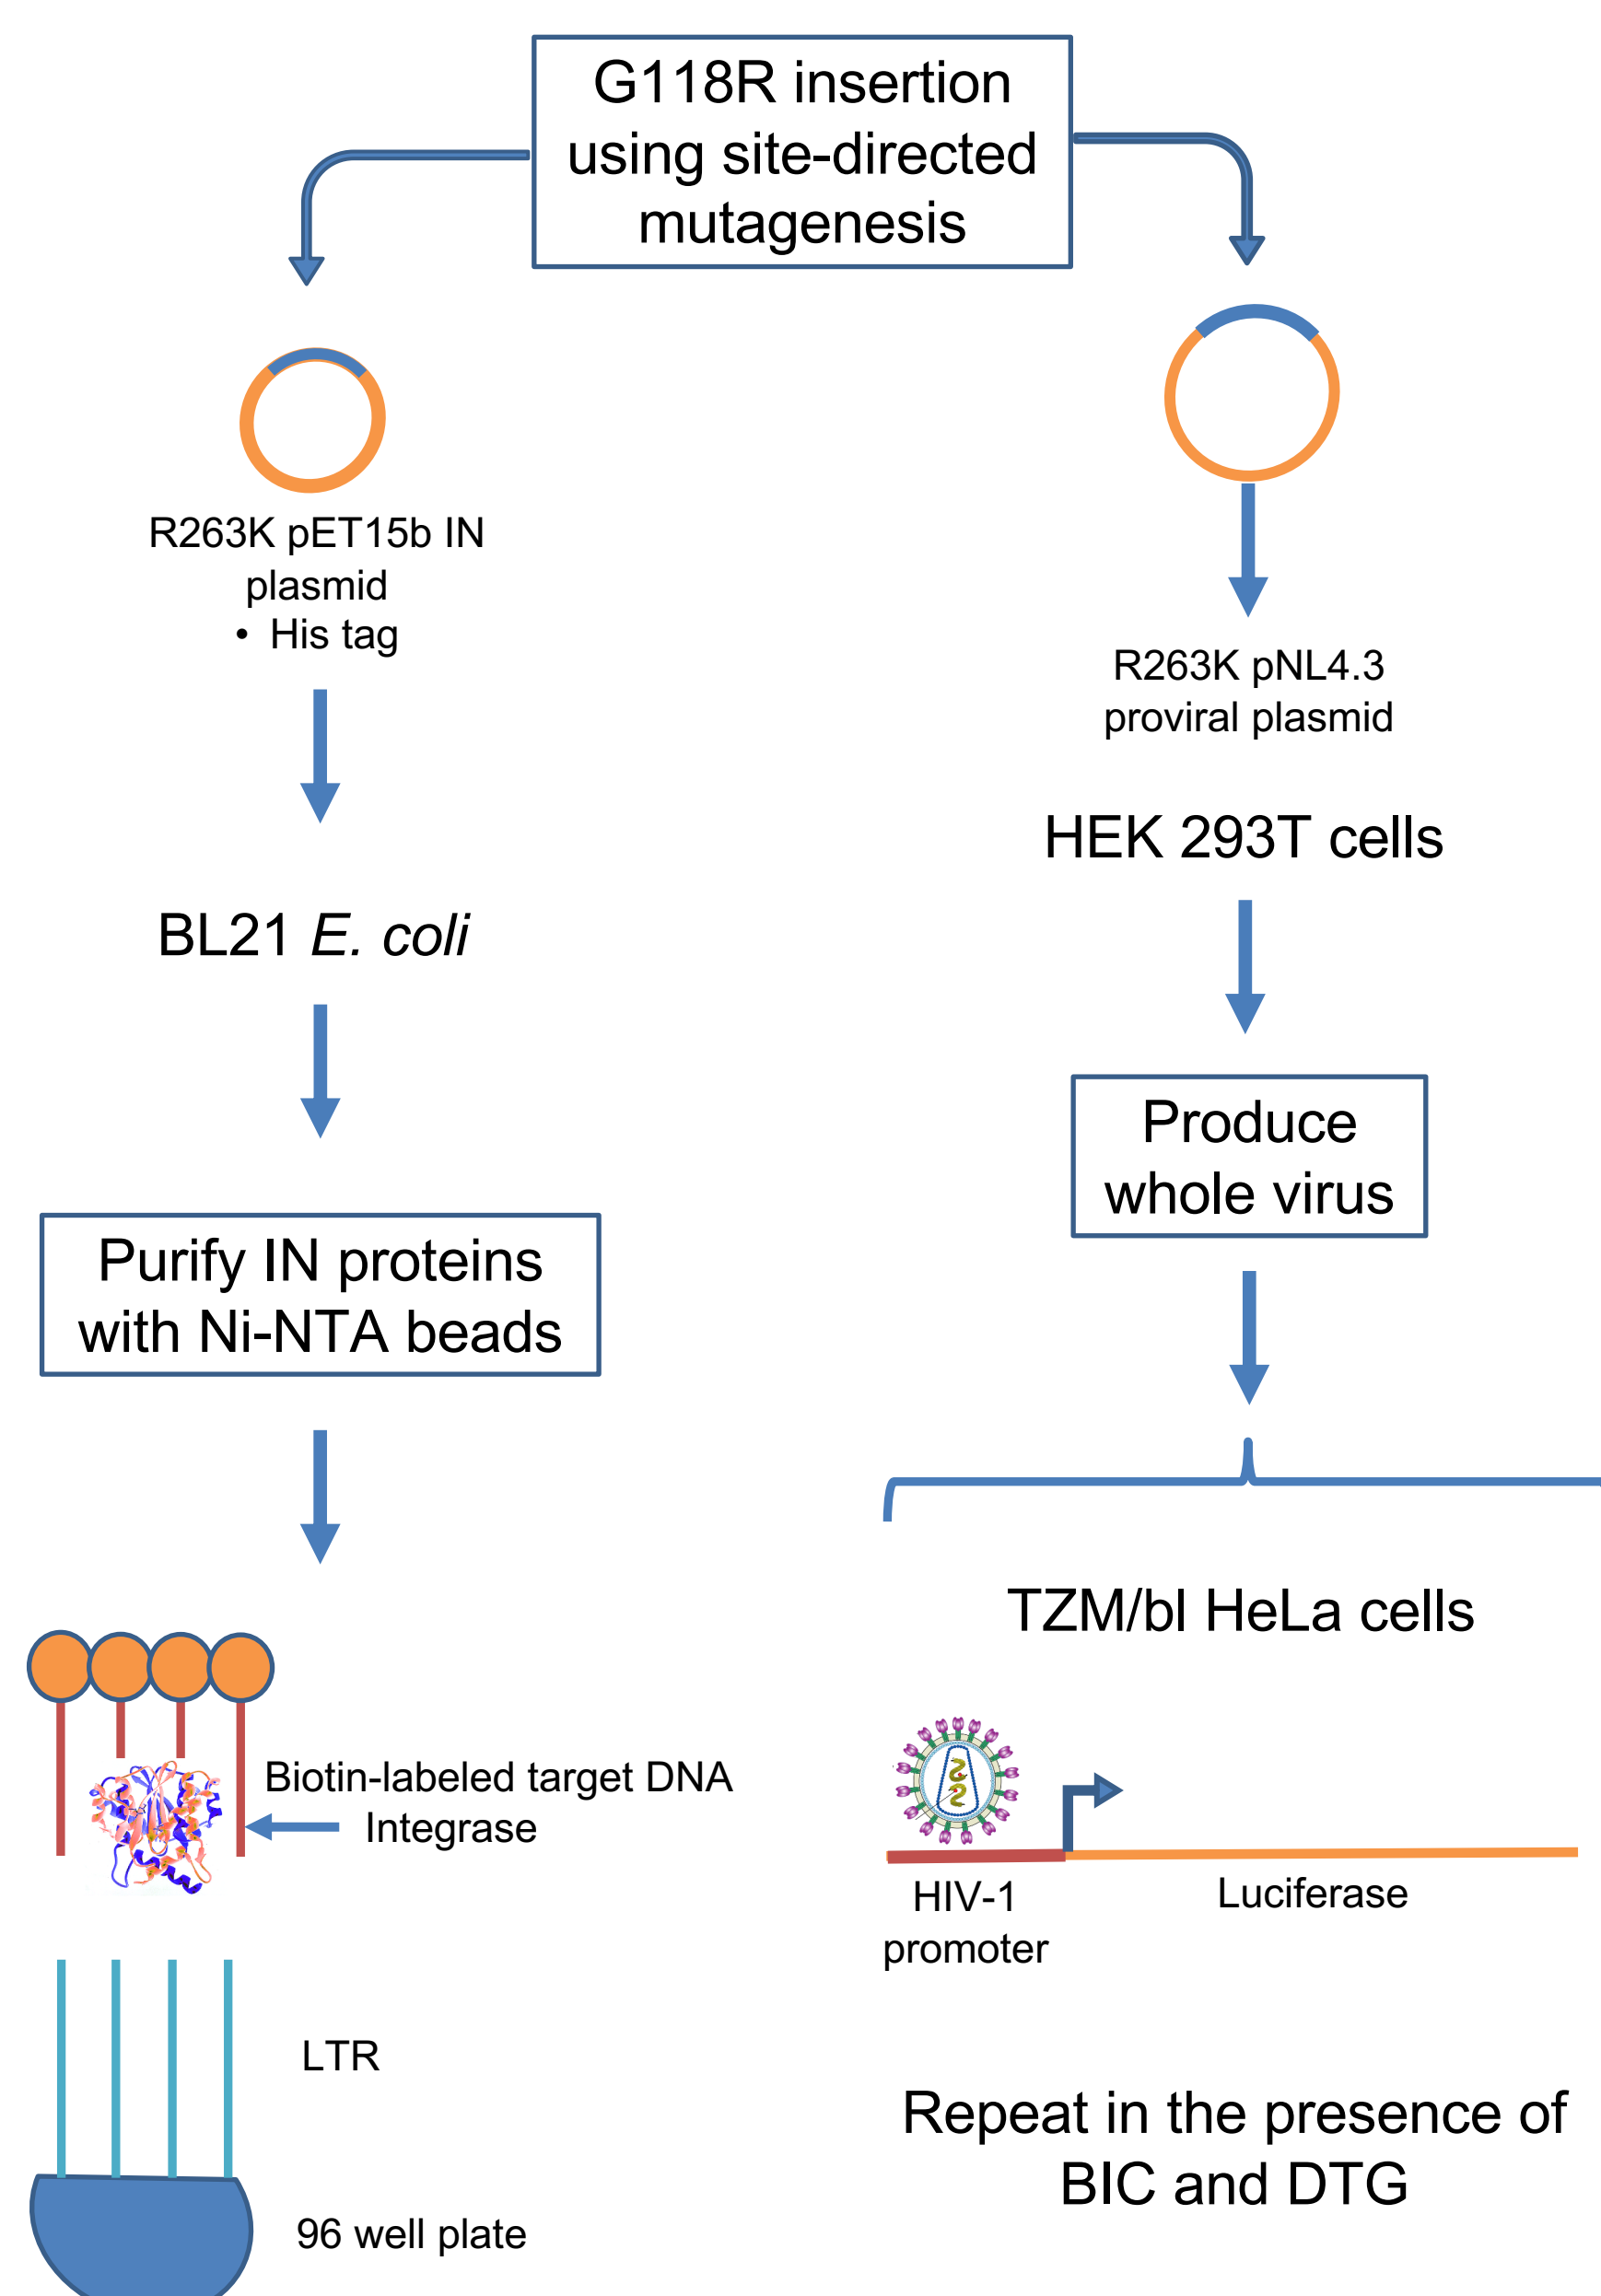 G118R insertion
using site-directed
mutagenesis
R263K pET15b IN
plasmid
• His tag
BL21 E. coli
Purify IN proteins
with Ni-NTA beads
Biotin-labeled target DNA
Integrase
LTR
96 well plate
R263K pNL4.3
proviral plasmid
HEK 293T cells
Produce
whole virus
TZM/bl HeLa cells
HIV-1
promoter
Luciferase
Repeat in the presence of
BIC and DTG